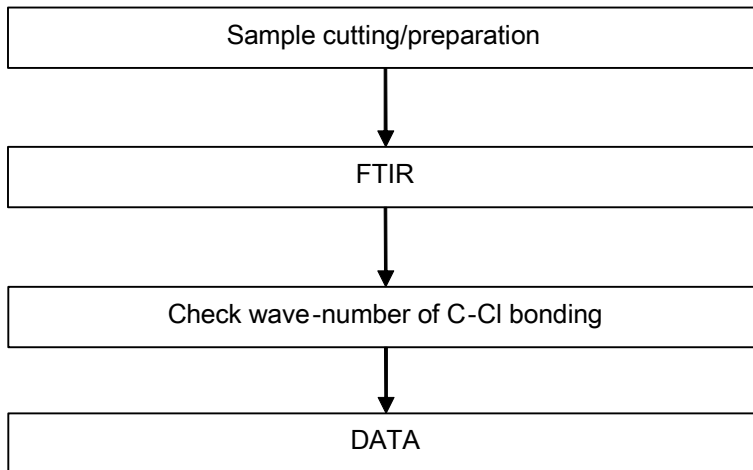 Sample cutting/preparation
FTIR
Check wave-number of C-Cl bonding
DATA